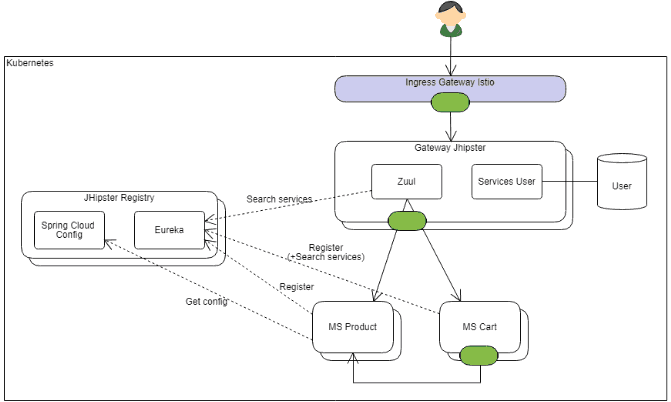 Kubernetes
Ingress Gateway Istio
Gateway Jhipster
Zuul
Services User
User
JHipster Registry
Search services
Spring Cloud
Config
Eureka
Register
(+Search services)
Register
Get config
MS Product
MS Cart